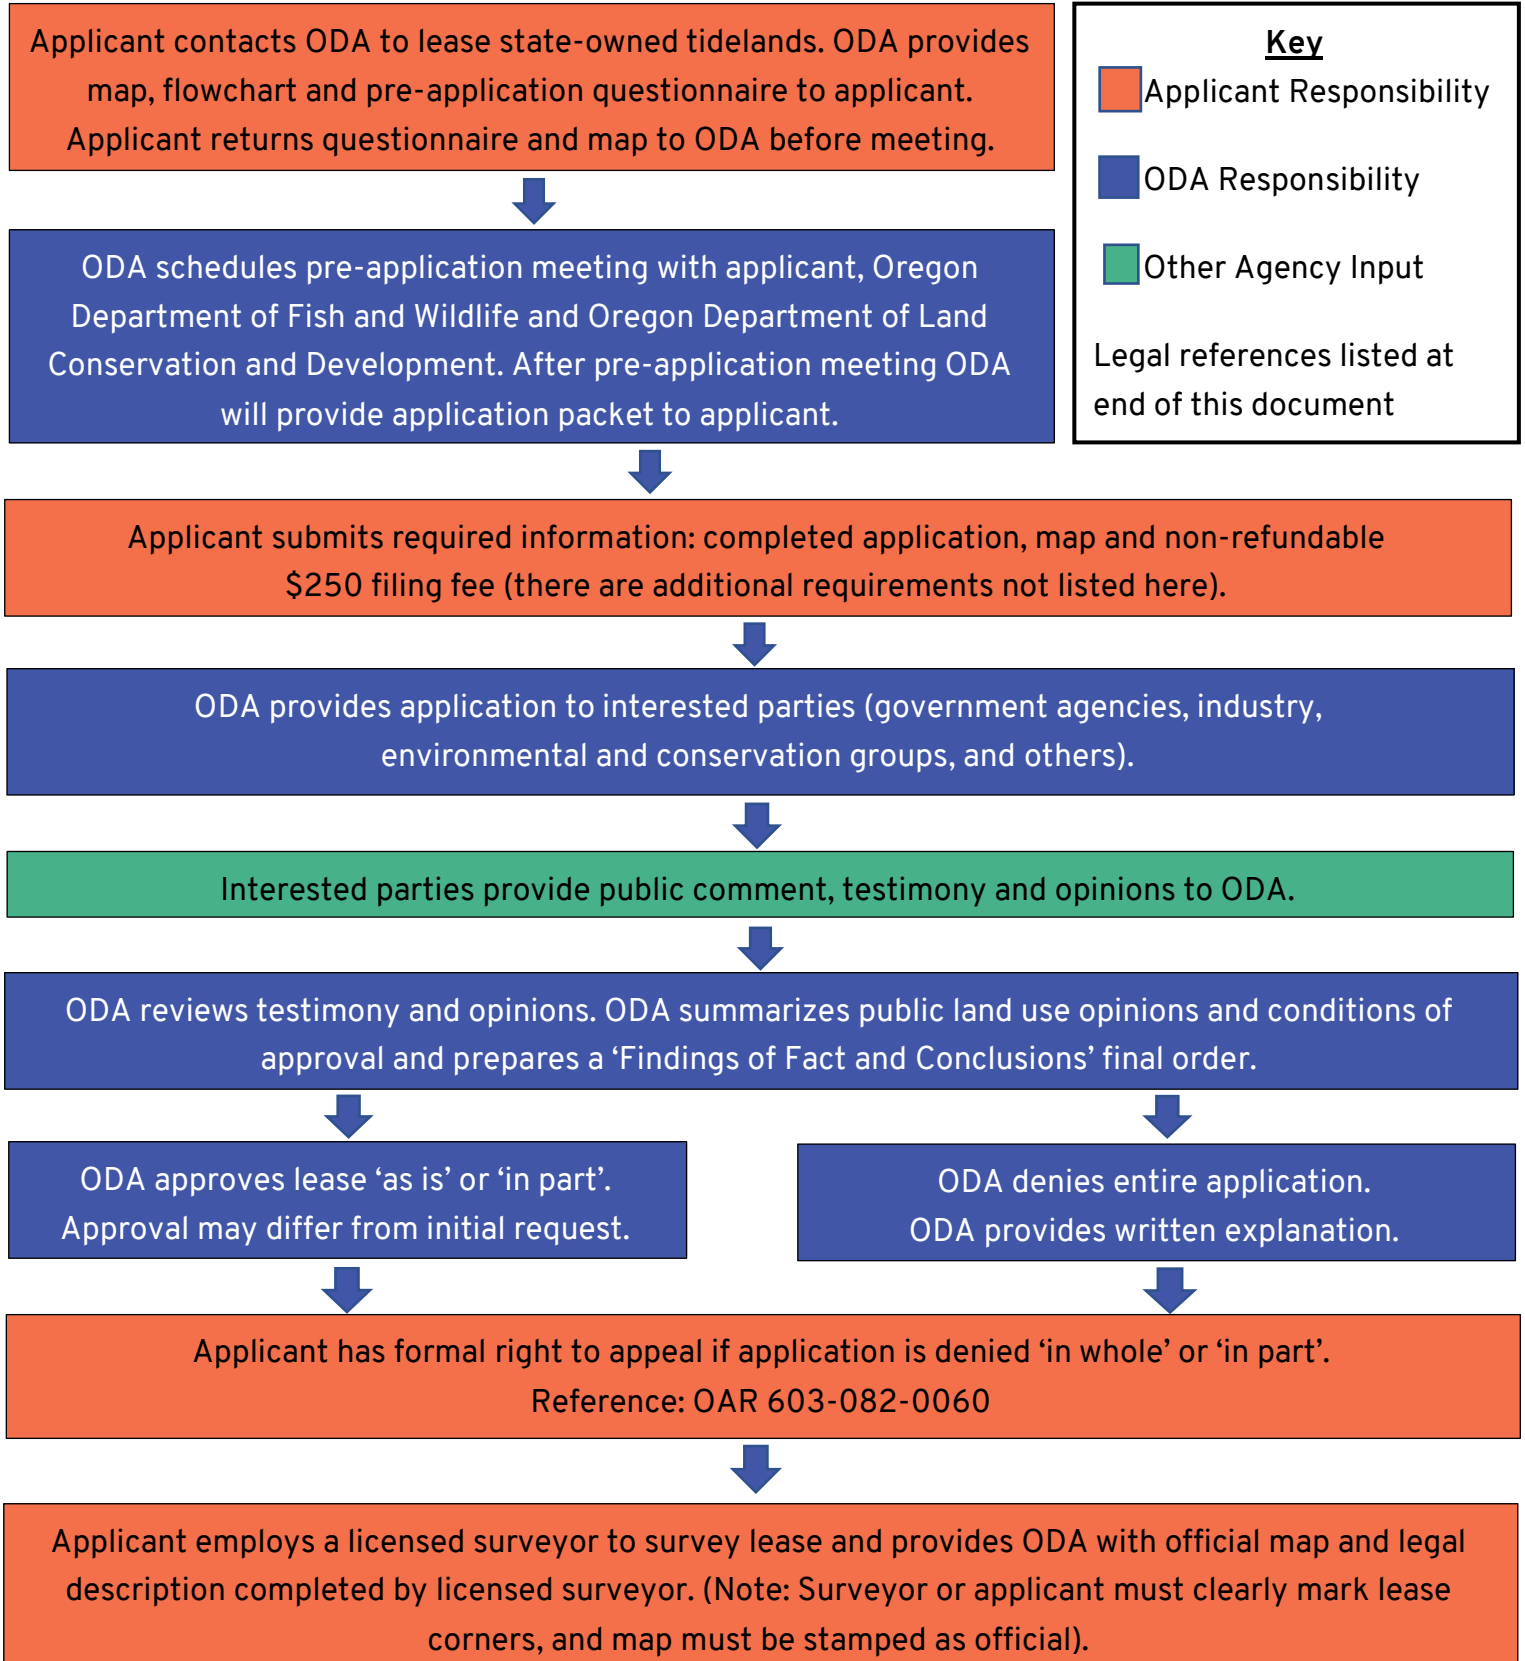 Applicant contacts ODA to lease state-owned tidelands. ODA provides
map, flowchart and pre-application questionnaire to applicant.
Applicant returns questionnaire and map to ODA before meeting.
Key
Applicant Responsibility
ODA Responsibility
Other Agency Input
Legal references listed at
end of this document
ODA schedules pre-application meeting with applicant, Oregon
Department of Fish and Wildlife and Oregon Department of Land
Conservation and Development. After pre-application meeting ODA
will provide application packet to applicant.
Applicant submits required information: completed application, map and non-refundable
$250 filing fee (there are additional requirements not listed here).
ODA provides application to interested parties (government agencies, industry,
environmental and conservation groups, and others).
Interested parties provide public comment, testimony and opinions to ODA.
ODA reviews testimony and opinions. ODA summarizes public land use opinions and conditions of
approval and prepares a ‘Findings of Fact and Conclusions’ final order.
ODA approves lease ‘as is’ or ‘in part’.
Approval may differ from initial request.
ODA denies entire application.
ODA provides written explanation.
Applicant has formal right to appeal if application is denied ‘in whole’ or ‘in part’.
Reference: OAR 603-082-0060
Applicant employs a licensed surveyor to survey lease and provides ODA with official map and legal
description completed by licensed surveyor. (Note: Surveyor or applicant must clearly mark lease
corners, and map must be stamped as official).